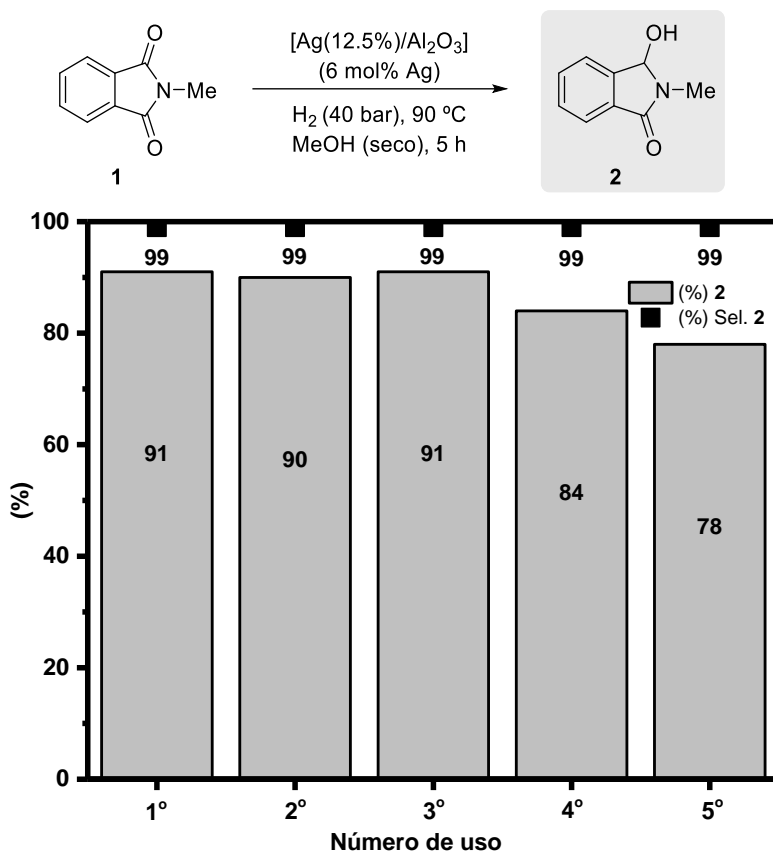 [Ag(12.5%)/Al₂O₃]
(6 mol% Ag)
H₂ (40 bar), 90 ºC
MeOH (seco), 5 h
O
N
Me
O
1
OH
N
Me
O
2
100
80
60
40
20
0
(%)
99
99
99
99
99
(%) 2
(%) Sel. 2
91
90
91
84
78
1º
2º
3º
4º
5º
Número de uso